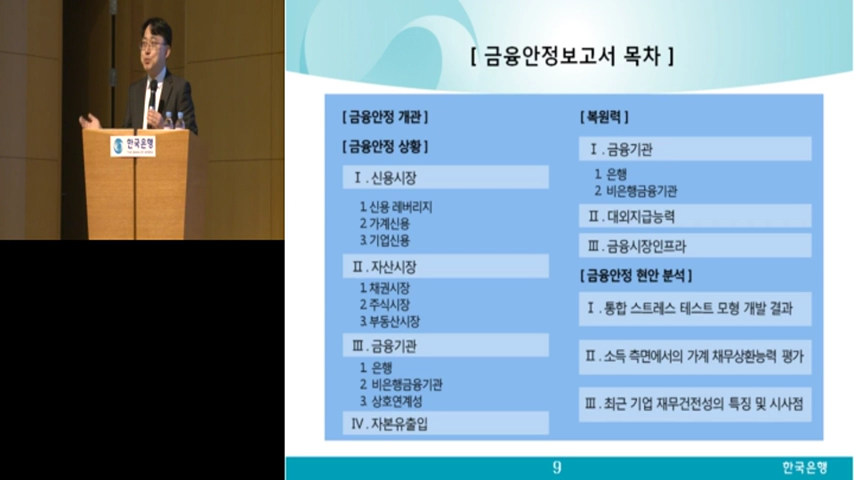 한국은행
[ 금융안정보고서 목차 ]
[ 금융안정 개관 ]
[ 금융안정 상황 ]
Ⅰ. 신용시장
1. 신용 레버리지
2. 가계신용
3. 기업신용
Ⅱ. 자산시장
1. 채권시장
2. 주식시장
3. 부동산시장
Ⅲ. 금융기관
1. 은행
2. 비은행금융기관
3. 상호연계성
Ⅳ. 자본유출입
[ 복원력 ]
Ⅰ. 금융기관
1. 은행
2. 비은행금융기관
Ⅱ. 대외지급능력
Ⅲ. 금융시장인프라
[ 금융안정 현안 분석 ]
Ⅰ. 통합 스트레스 테스트 모형 개발 결과
Ⅱ. 소득 측면에서의 가계 채무상환능력 평가
Ⅲ. 최근 기업 재무건전성의 특징 및 시사점
9
한국은행